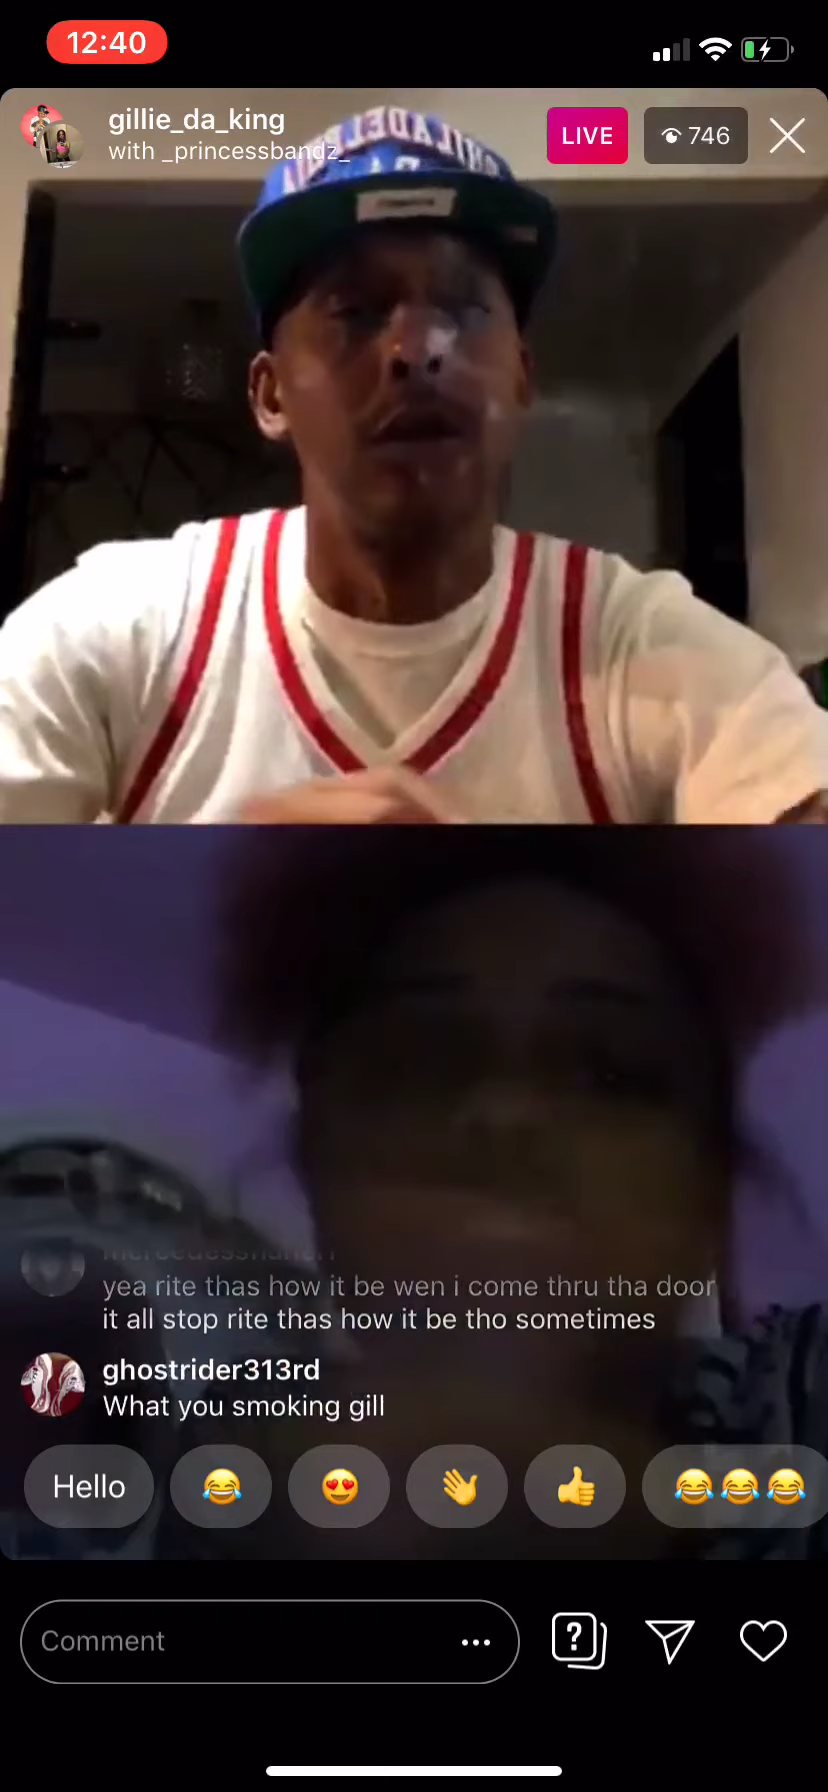 12:40
gillie_da_king
with _princessbandz_
LIVE
746
PHILADELPHIA
yea rite thas how it be wen i come thru tha door
it all stop rite thas how it be tho sometimes
ghostrider313rd
What you smoking gill
Hello
Comment